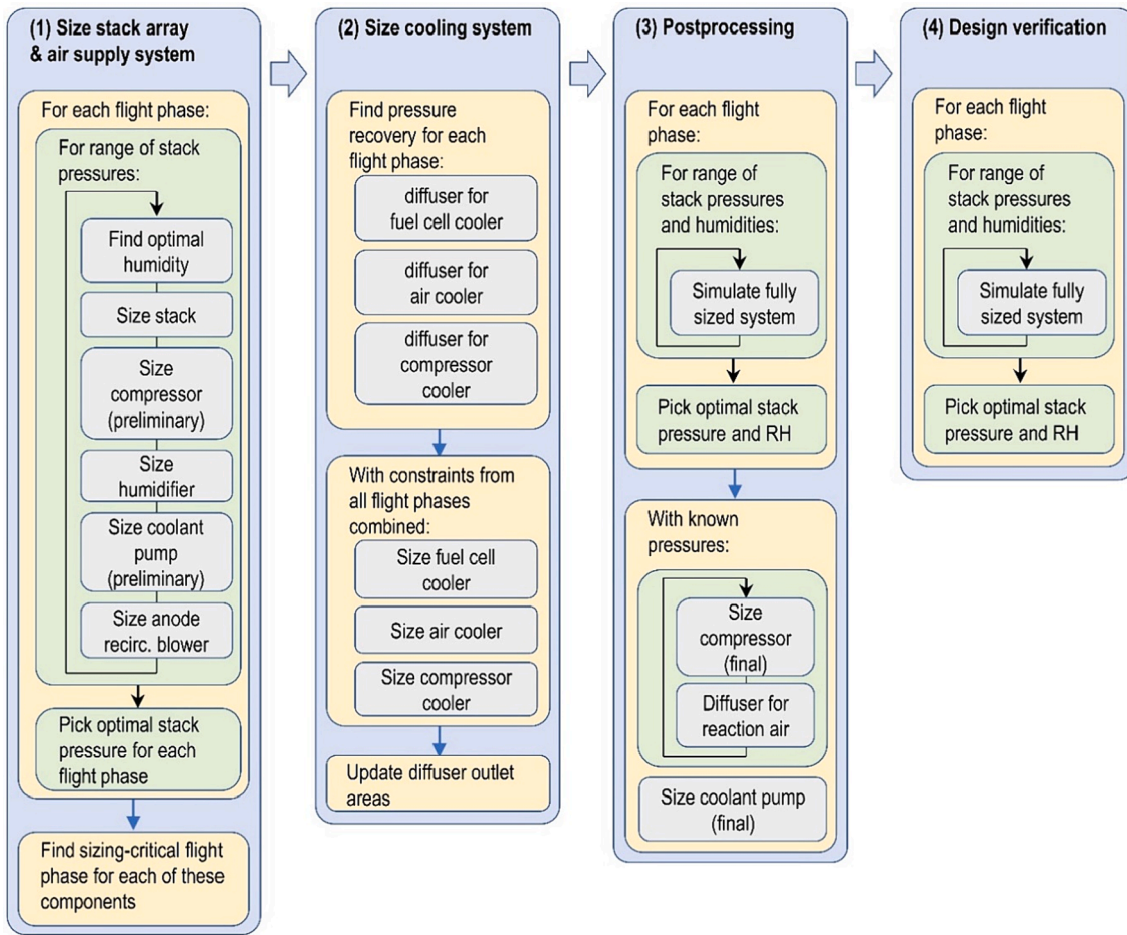 (1) Size stack array
& air supply system
For each flight phase:
For range of stack
pressures:
Find optimal
humidity
Size stack
Size
compressor
(preliminary)
Size
humidifier
Size coolant
pump
(preliminary)
Size anode
recirc. blower
Pick optimal stack
pressure for each
flight phase
Find sizing-critical flight
phase for each of these
components
(2) Size cooling system
Find pressure
recovery for each
flight phase:
diffuser for
fuel cell cooler
diffuser for
air cooler
diffuser for
compressor
cooler
With constraints from
all flight phases
combined:
Size fuel cell
cooler
Size air cooler
Size compressor
cooler
Update diffuser outlet
areas
(3) Postprocessing
For each flight
phase:
For range of
stack pressures
and humidities:
Simulate fully
sized system
Pick optimal stack
pressure and RH
With known
pressures:
Size
compressor
(final)
Diffuser for
reaction air
Size coolant pump
(final)
(4) Design verification
For each flight
phase:
For range of
stack pressures
and humidities:
Simulate fully
sized system
Pick optimal stack
pressure and RH